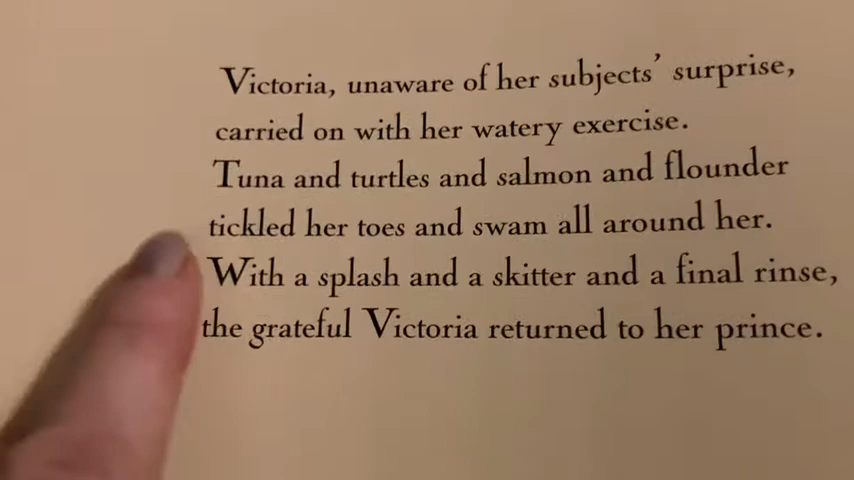 Victoria, unaware of her subjects' surprise,
carried on with her watery exercise.
Tuna and turtles and salmon and flounder
tickled her toes and swam all around her.
With a splash and a skitter and a final rinse,
the grateful Victoria returned to her prince.